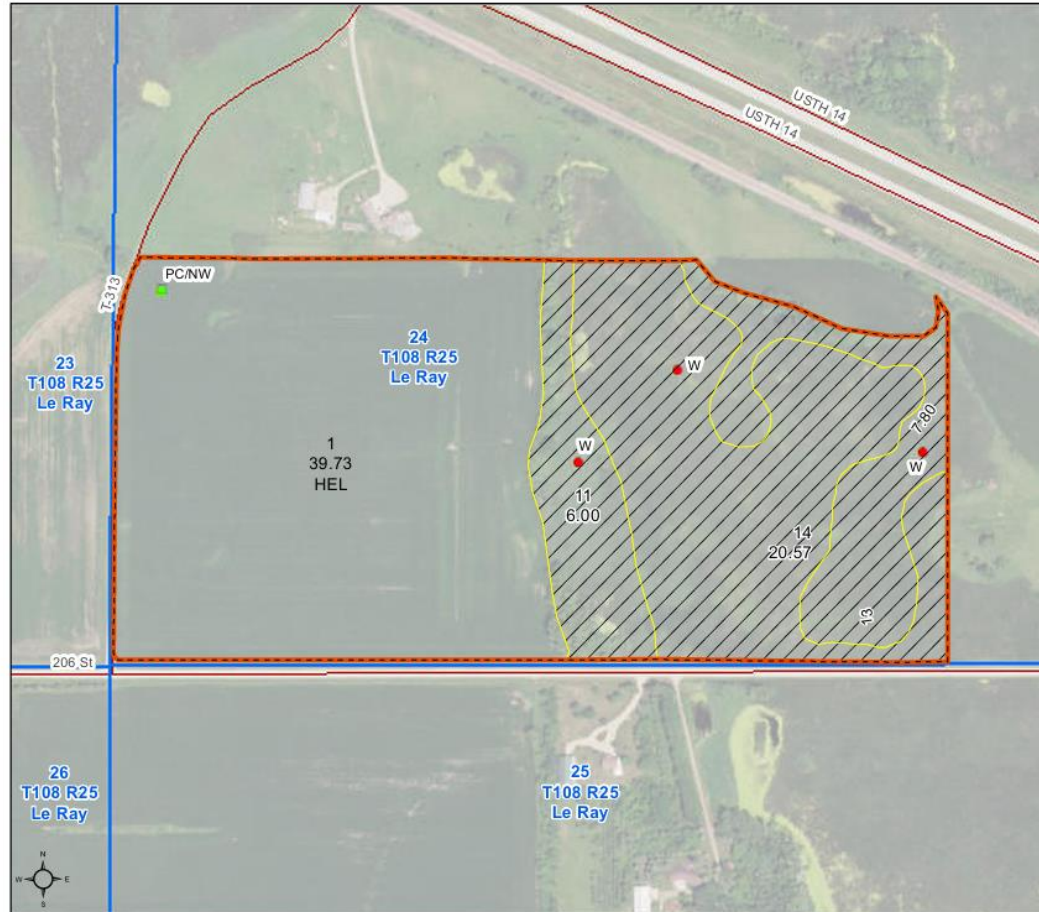 USTH 14
USTH 14
PC/NW
T-313
24
T108 R25
Le Ray
23
T108 R25
Le Ray
W
7.80
1
39.73
HEL
W
W
11
6.00
14
20.57
13
206 St
26
T108 R25
Le Ray
25
T108 R25
Le Ray
N
W
E
S